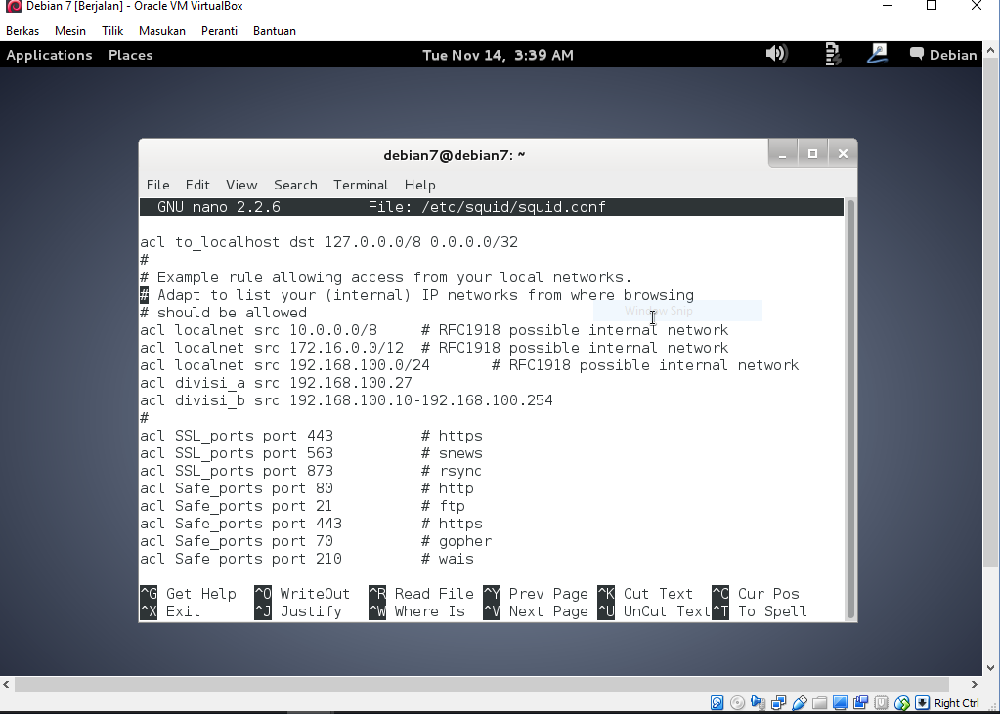 Debian 7 [Berjalan] - Oracle VM VirtualBox
Berkas Mesin Tilik Masukan Peranti Bantuan
Applications Places Tue Nov 14, 3:39 AM Debian
debian7@debian7: ~
File Edit View Search Terminal Help
GNU nano 2.2.6 File: /etc/squid/squid.conf
acl to_localhost dst 127.0.0.0/8 0.0.0.0/32
#
# Example rule allowing access from your local networks.
# Adapt to list your (internal) IP networks from where browsing
# should be allowed
Window Snip
acl localnet src 10.0.0.0/8 # RFC1918 possible internal network
acl localnet src 172.16.0.0/12 # RFC1918 possible internal network
acl localnet src 192.168.100.0/24 # RFC1918 possible internal network
acl divisi_a src 192.168.100.27
acl divisi_b src 192.168.100.10-192.168.100.254
#
acl SSL_ports port 443 # https
acl SSL_ports port 563 # snews
acl SSL_ports port 873 # rsync
acl Safe_ports port 80 # http
acl Safe_ports port 21 # ftp
acl Safe_ports port 443 # https
acl Safe_ports port 70 # gopher
acl Safe_ports port 210 # wais
^G Get Help ^O WriteOut ^R Read File ^Y Prev Page ^K Cut Text ^C Cur Pos
^X Exit ^J Justify ^W Where Is ^V Next Page ^U UnCut Text ^T To Spell
Right Ctrl